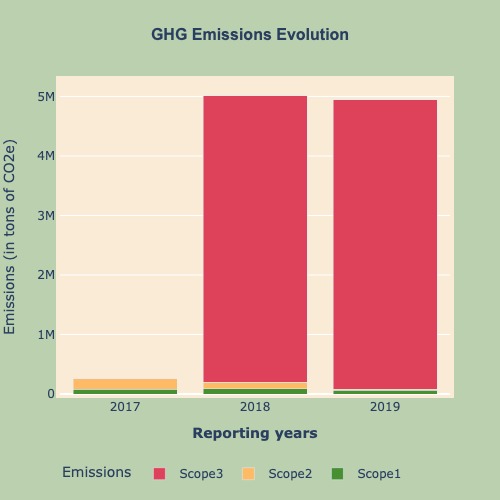 GHG Emissions Evolution
Emissions (in tons of CO2e)
5M
4M
3M
2M
1M
0
2017 2018 2019
Reporting years
Emissions Scope3 Scope2 Scope1